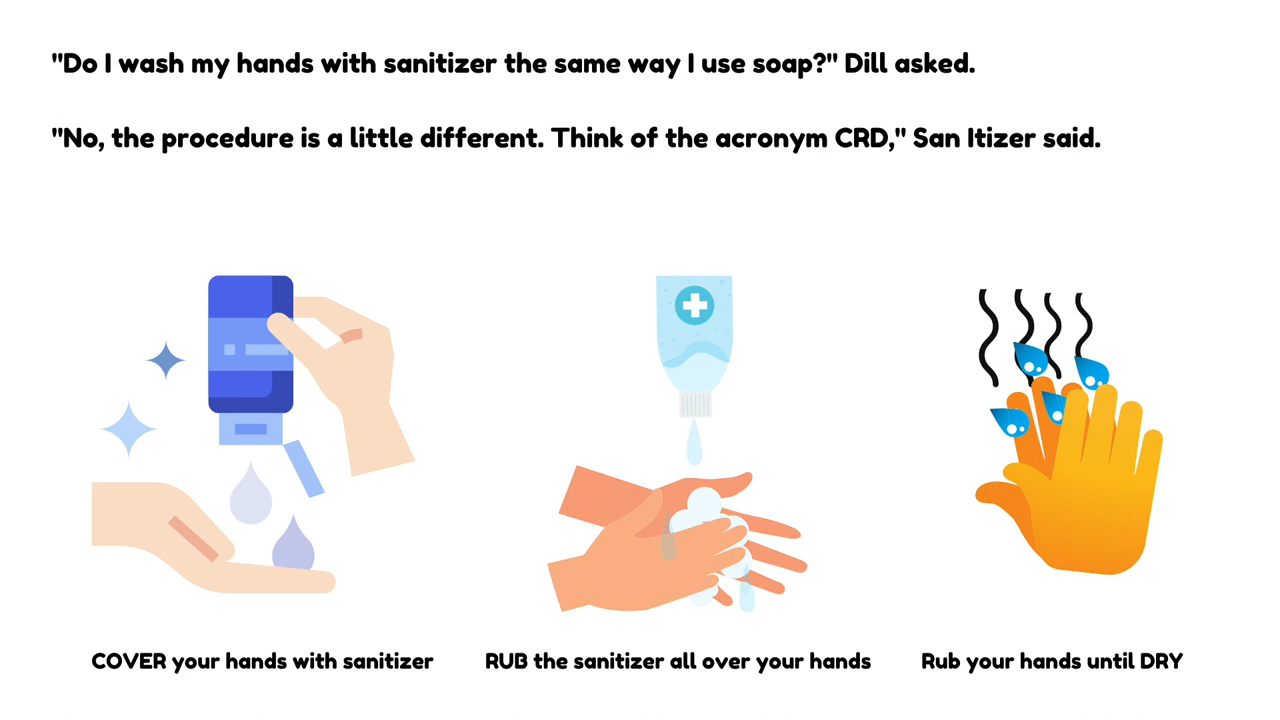 "Do I wash my hands with sanitizer the same way I use soap?" Dill asked.
"No, the procedure is a little different. Think of the acronym CRD," San Itizer said.
COVER your hands with sanitizer
RUB the sanitizer all over your hands
Rub your hands until DRY